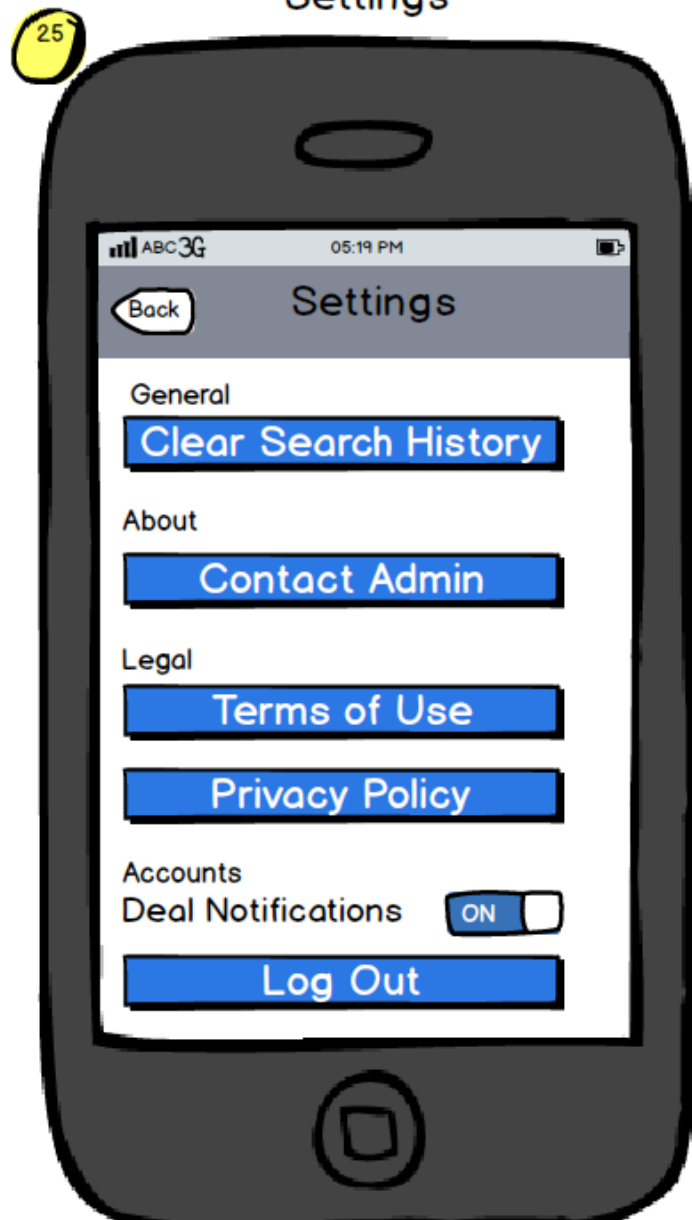 Settings
25
ABC 3G 05:19 PM
Back Settings
General
Clear Search History
About
Contact Admin
Legal
Terms of Use
Privacy Policy
Accounts
Deal Notifications ON
Log Out